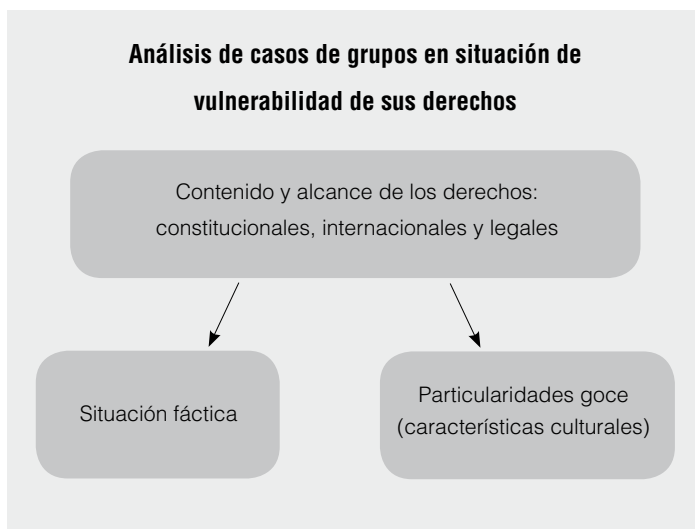 Análisis de casos de grupos en situación de
vulnerabilidad de sus derechos
Contenido y alcance de los derechos:
constitucionales, internacionales y legales
Situación fáctica
Particularidades goce
(características culturales)